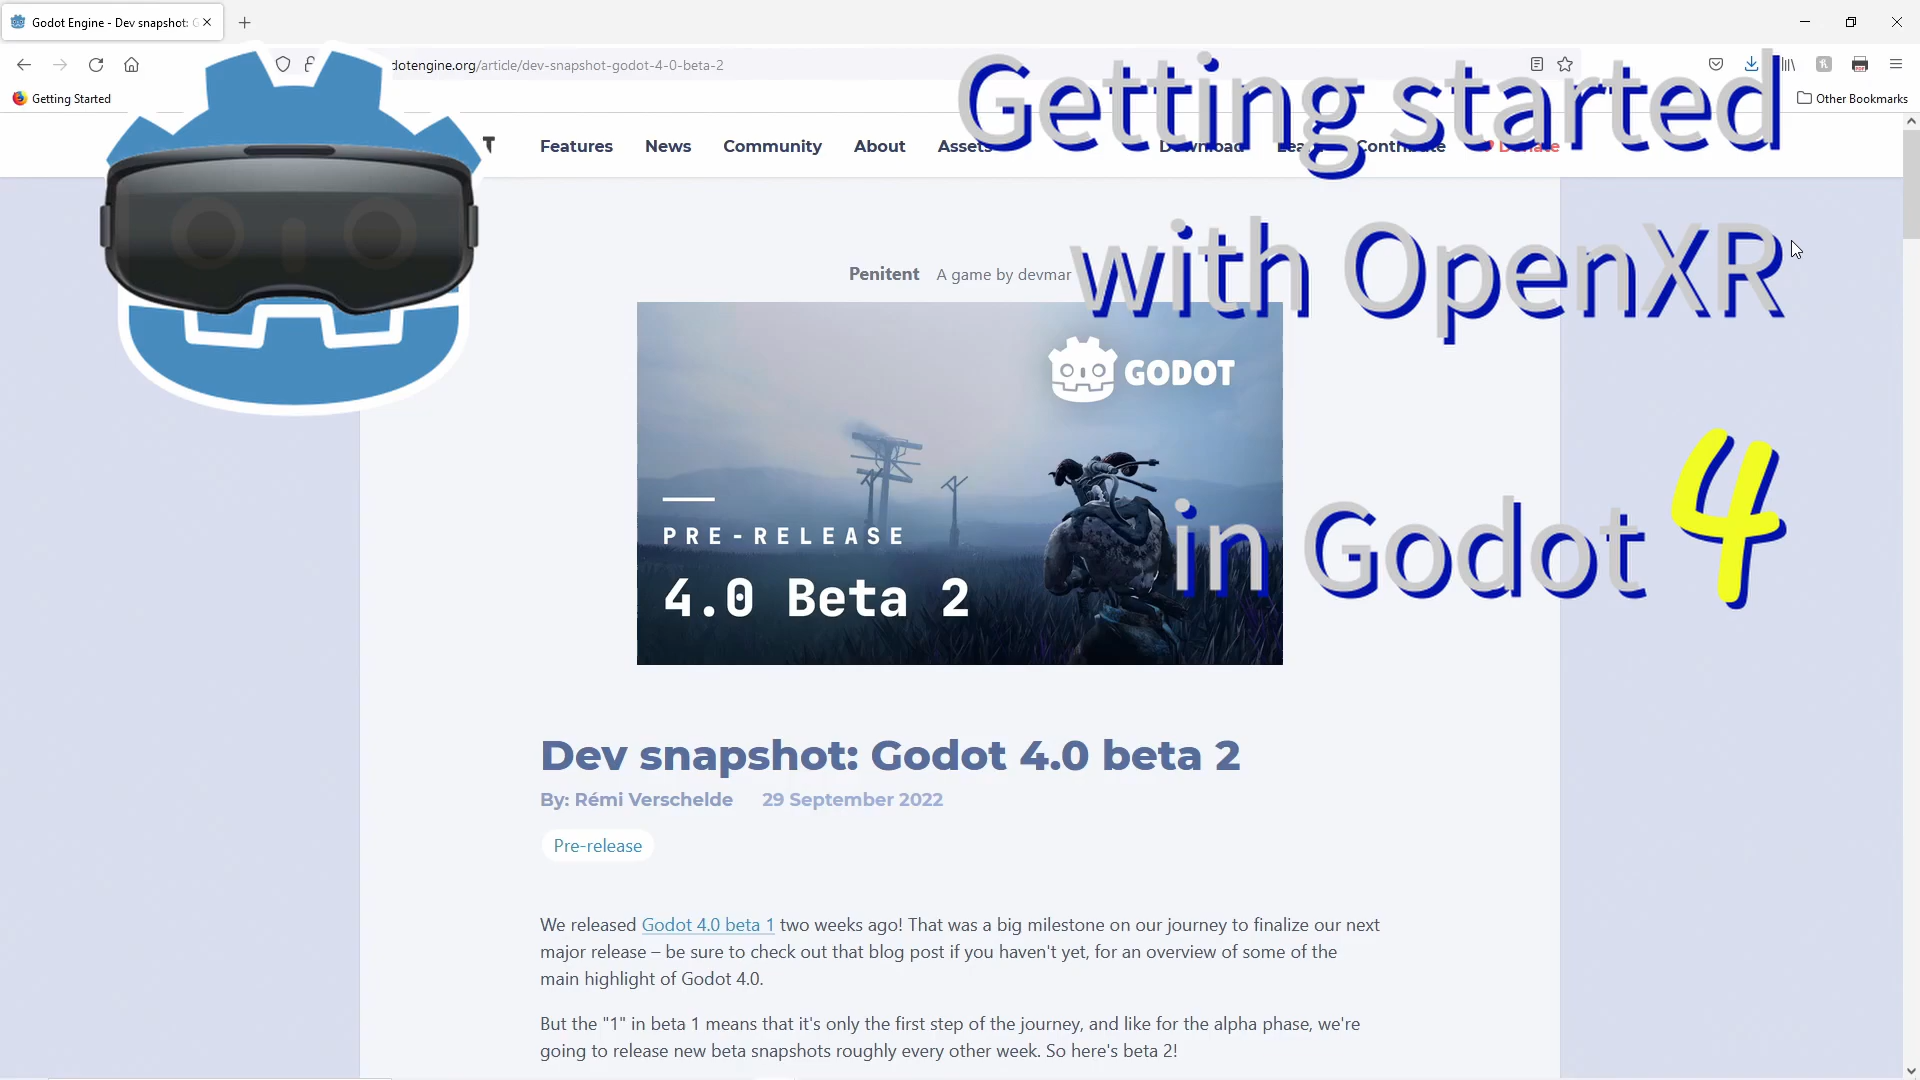 Godot Engine - Dev snapshot: G
dotengine.org/article/dev-snapshot-godot-4-0-beta-2
Getting Started
Other Bookmarks
Features News Community About Assets Download Learn Contribute Donate
Getting started
with OpenXR
in Godot 4
Penitent A game by devmar
GODOT
PRE-RELEASE
4.0 Beta 2
Dev snapshot: Godot 4.0 beta 2
By: Rémi Verschelde 29 September 2022
Pre-release
We released Godot 4.0 beta 1 two weeks ago! That was a big milestone on our journey to finalize our next
major release – be sure to check out that blog post if you haven't yet, for an overview of some of the
main highlight of Godot 4.0.
But the "1" in beta 1 means that it's only the first step of the journey, and like for the alpha phase, we're
going to release new beta snapshots roughly every other week. So here's beta 2!